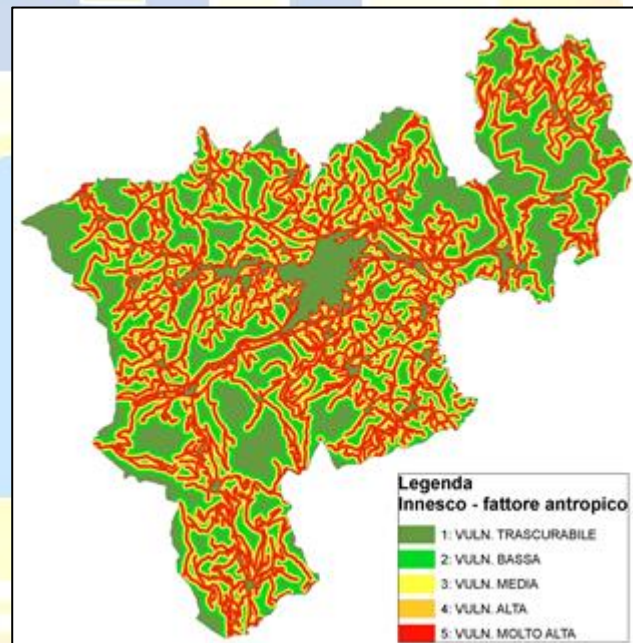 Legenda
Innesco - fattore antropico
1: VULN. TRASCURABILE
2: VULN. BASSA
3: VULN. MEDIA
4: VULN. ALTA
5: VULN. MOLTO ALTA